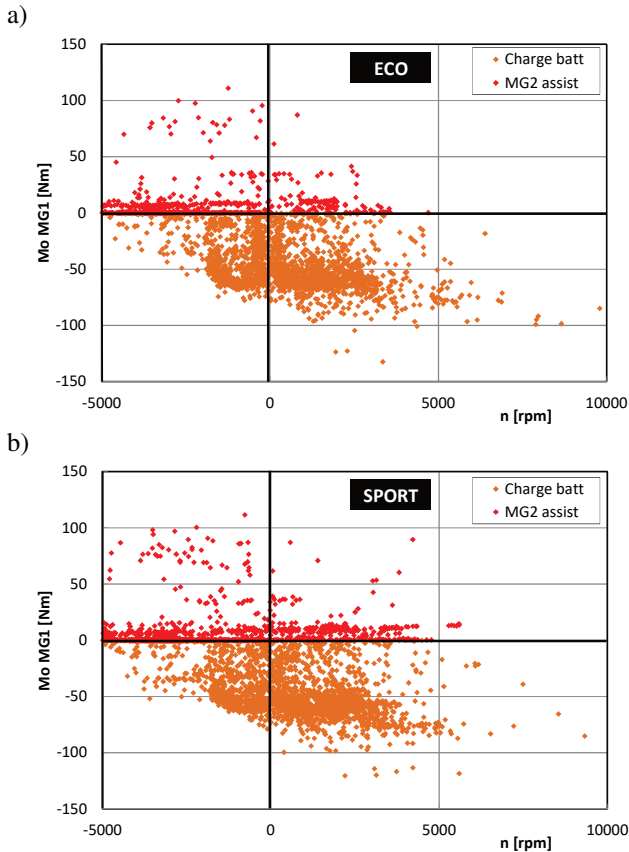 a)
150
100
50
0
-50
-100
-150
Mo MG1 [Nm]
ECO
Charge batt
MG2 assist
-5000 0 5000 10000
n [rpm]
b)
150
100
50
0
-50
-100
-150
Mo MG1 [Nm]
SPORT
Charge batt
MG2 assist
-5000 0 5000 10000
n [rpm]